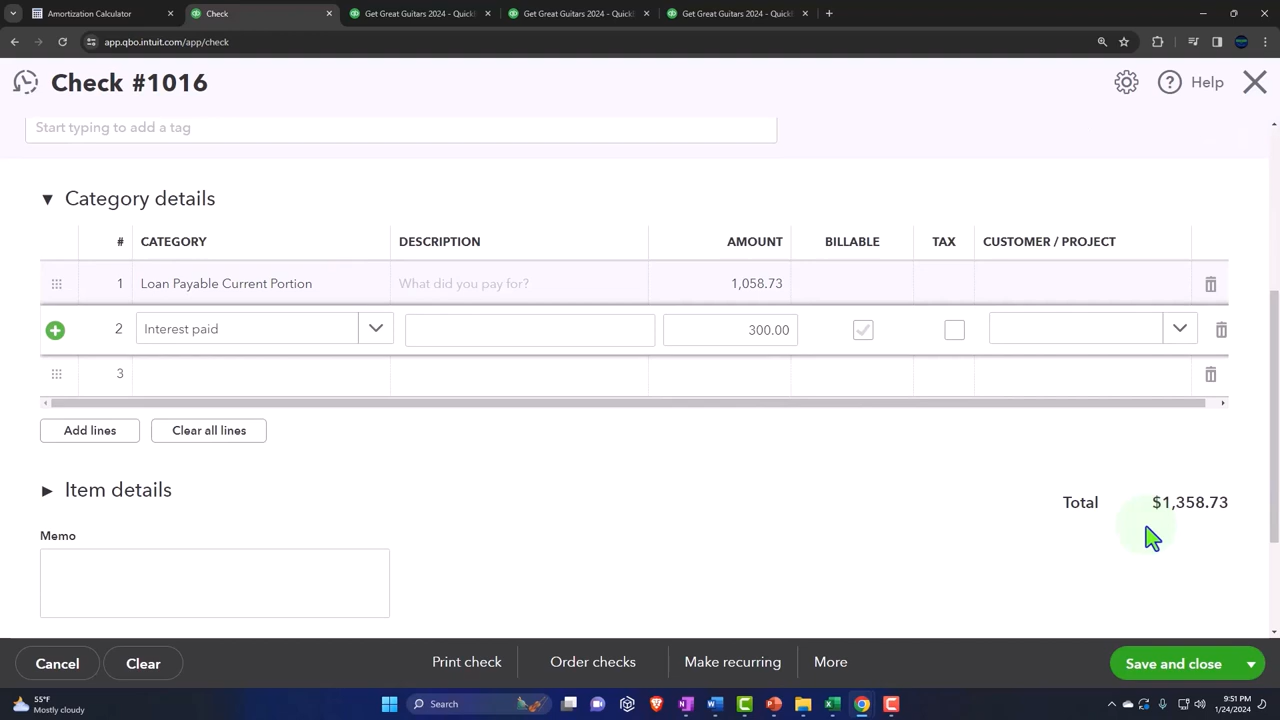 Amortization Calculator
Check
Get Great Guitars 2024 - QuickB
Get Great Guitars 2024 - QuickB
Get Great Guitars 2024 - QuickB
app.qbo.intuit.com/app/check
Check #1016
Help
Start typing to add a tag
Category details
# CATEGORY DESCRIPTION AMOUNT BILLABLE TAX CUSTOMER / PROJECT
1 Loan Payable Current Portion What did you pay for? 1,058.73
2 Interest paid 300.00
3
Add lines Clear all lines
Item details
Total $1,358.73
Memo
Cancel Clear Print check Order checks Make recurring More Save and close
55°F
Mostly cloudy
Search
9:51 PM
1/24/2024